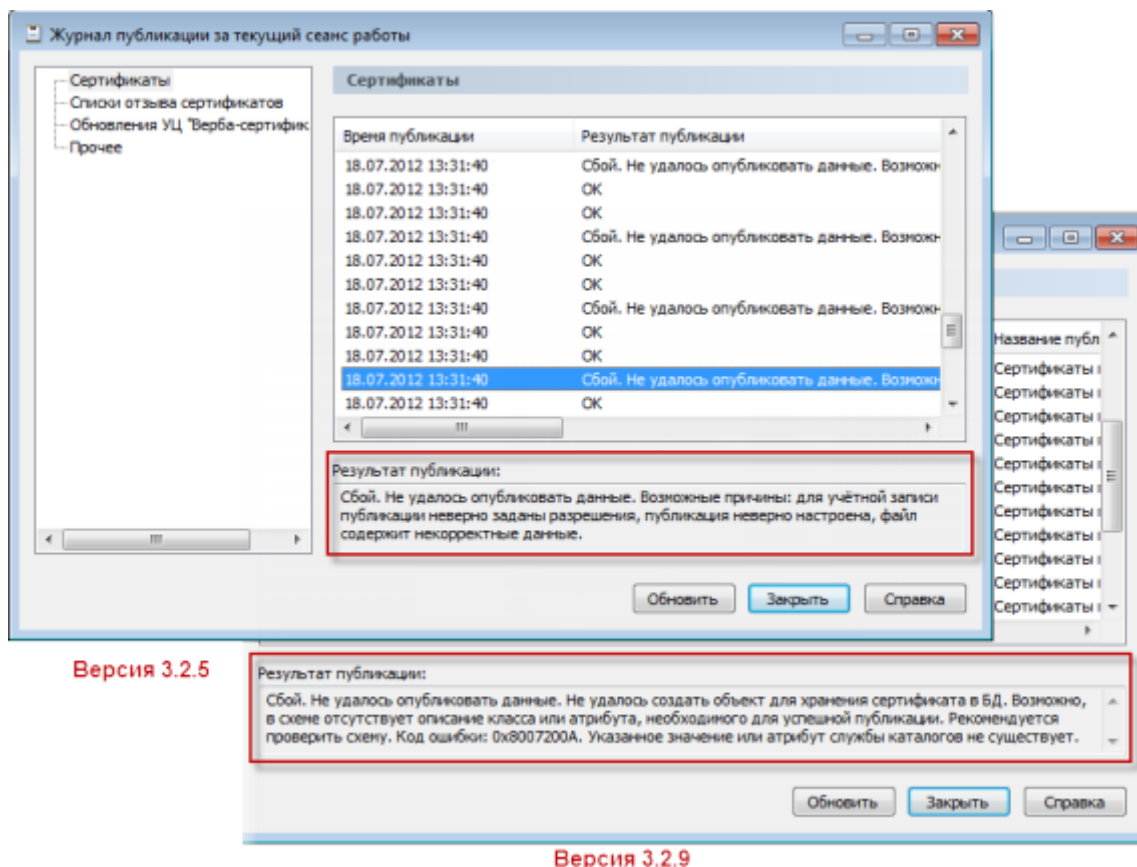 Журнал публикации за текущий сеанс работы
Сертификаты
Списки отзыва сертификатов
Обновления УЦ "Верба-сертифик
Прочее
Сертификаты
Время публикации Результат публикации
18.07.2012 13:31:40 Сбой. Не удалось опубликовать данные. Возможн
18.07.2012 13:31:40 OK
18.07.2012 13:31:40 OK
18.07.2012 13:31:40 Сбой. Не удалось опубликовать данные. Возможн
18.07.2012 13:31:40 OK
18.07.2012 13:31:40 OK
18.07.2012 13:31:40 Сбой. Не удалось опубликовать данные. Возможн
18.07.2012 13:31:40 OK
18.07.2012 13:31:40 OK
18.07.2012 13:31:40 Сбой. Не удалось опубликовать данные. Возможн
18.07.2012 13:31:40 OK
Результат публикации:
Сбой. Не удалось опубликовать данные. Возможные причины: для учётной записи
публикации неверно заданы разрешения, публикация неверно настроена, файл
содержит некорректные данные.
Обновить Закрыть Справка
Версия 3.2.5
Название публ
Сертификаты
Сертификаты
Сертификаты
Сертификаты
Сертификаты
Сертификаты
Сертификаты
Сертификаты
Сертификаты
Сертификаты
Сертификаты
Результат публикации:
Сбой. Не удалось опубликовать данные. Не удалось создать объект для хранения сертификата в БД. Возможно,
в схеме отсутствует описание класса или атрибута, необходимого для успешной публикации. Рекомендуется
проверить схему. Код ошибки: 0x8007200A. Указанное значение или атрибут службы каталогов не существует.
Обновить Закрыть Справка
Версия 3.2.9